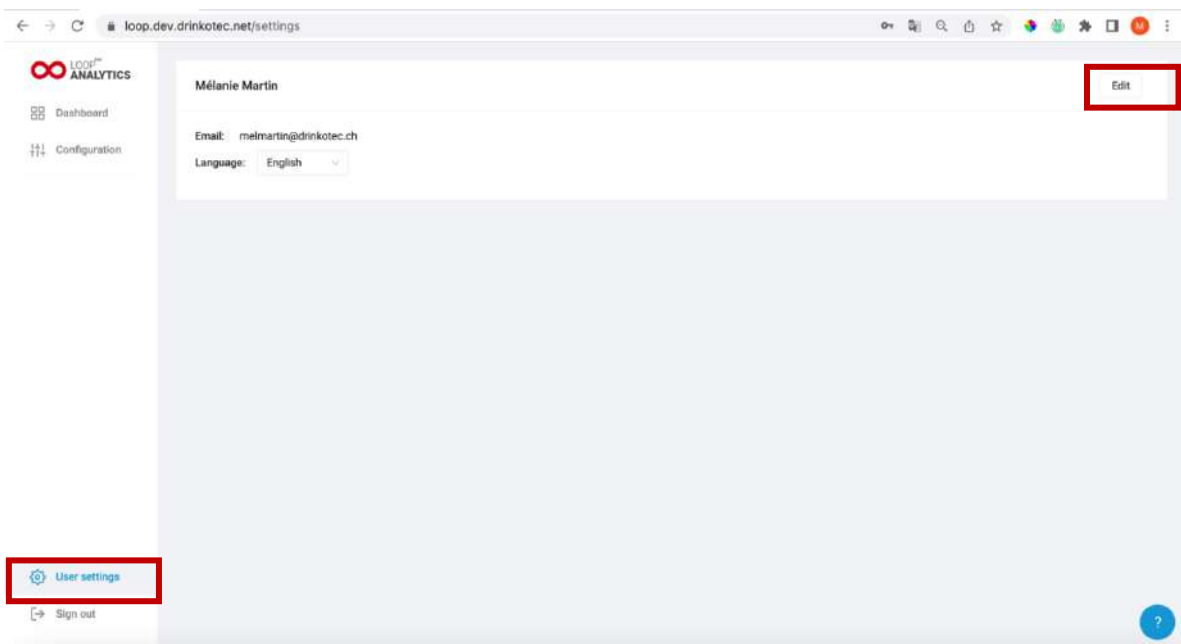 loop.dev.drinkotec.net/settings
M
LOOP™
ANALYTICS
Dashboard
Configuration
Mélanie Martin
Edit
Email: melmartin@drinkotec.ch
Language: English
User settings
Sign out
?